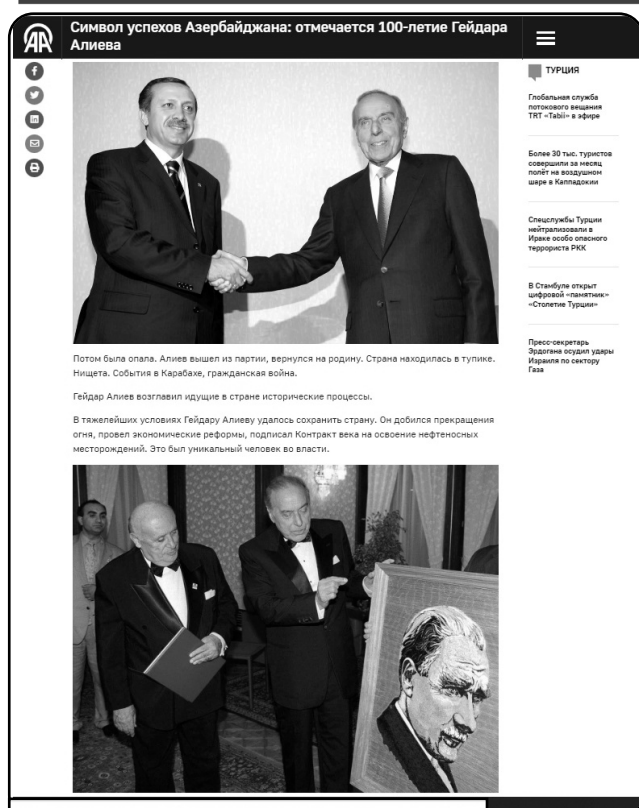 AA
Символ успехов Азербайджана: отмечается 100-летие Гейдара
Алиева
Потом была опала. Алиев вышел из партии, вернулся на родину. Страна находилась в тупике.
Нищета. События в Карабахе, гражданская война.
Гейдар Алиев возглавил идущие в стране исторические процессы.
В тяжелейших условиях Гейдару Алиеву удалось сохранить страну. Он добился прекращения
огня, провел экономические реформы, подписал Контракт века на освоение нефтеносных
месторождений. Это был уникальный человек во власти.
ТУРЦИЯ
Глобальная служба
потокового вещания
TRT «Tabii» в эфире
Более 30 тыс. туристов
совершили за месяц
полёт на воздушном
шаре в Каппадокии
Спецслужбы Турции
нейтрализовали в
Ираке особо опасного
террориста РКК
В Стамбуле открыт
цифровой «памятник»
«Столетие Турции»
Пресс-секретарь
Эрдогана осудил удары
Израиля по сектору
Газа